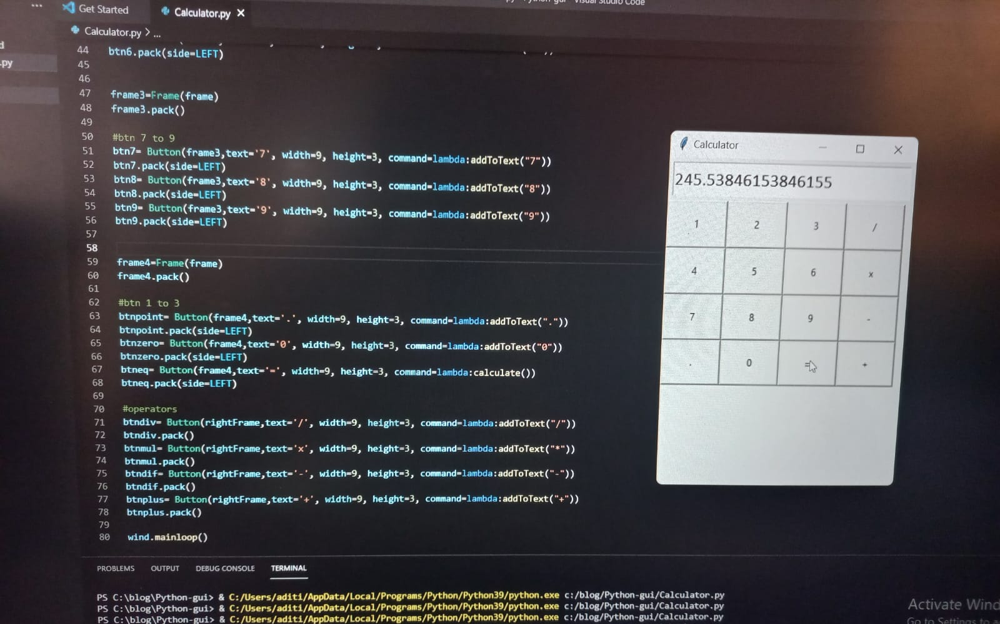 Get Started
Calculator.py
Visual Studio Code
Calculator.py > ...
.py
44 btn6.pack(side=LEFT)
45
46
47 frame3=Frame(frame)
48 frame3.pack()
49
50 #btn 7 to 9
51 btn7= Button(frame3,text='7', width=9, height=3, command=lambda:addToText("7"))
52 btn7.pack(side=LEFT)
53 btn8= Button(frame3,text='8', width=9, height=3, command=lambda:addToText("8"))
54 btn8.pack(side=LEFT)
55 btn9= Button(frame3,text='9', width=9, height=3, command=lambda:addToText("9"))
56 btn9.pack(side=LEFT)
57
58
59 frame4=Frame(frame)
60 frame4.pack()
61
62 #btn 1 to 3
63 btnpoint= Button(frame4,text='.', width=9, height=3, command=lambda:addToText("."))
64 btnpoint.pack(side=LEFT)
65 btnzero= Button(frame4,text='0', width=9, height=3, command=lambda:addToText("0"))
66 btnzero.pack(side=LEFT)
67 btneq= Button(frame4,text='=', width=9, height=3, command=lambda:calculate())
68 btneq.pack(side=LEFT)
69
70 #operators
71 btndiv= Button(rightFrame,text='/', width=9, height=3, command=lambda:addToText("/"))
72 btndiv.pack()
73 btnmul= Button(rightFrame,text='x', width=9, height=3, command=lambda:addToText("*"))
74 btnmul.pack()
75 btndif= Button(rightFrame,text='-', width=9, height=3, command=lambda:addToText("-"))
76 btndif.pack()
77 btnplus= Button(rightFrame,text='+', width=9, height=3, command=lambda:addToText("+"))
78 btnplus.pack()
79
80 wind.mainloop()
Calculator
245.53846153846155
1 2 3 /
4 5 6 x
7 8 9 -
. 0 = +
PROBLEMS OUTPUT DEBUG CONSOLE TERMINAL
PS C:\blog\Python-gui> & C:/Users/aditi/AppData/Local/Programs/Python/Python39/python.exe c:/blog/Python-gui/Calculator.py
PS C:\blog\Python-gui> & C:/Users/aditi/AppData/Local/Programs/Python/Python39/python.exe c:/blog/Python-gui/Calculator.py
PS C:\blog\Python-gui> & C:/Users/aditi/AppData/Local/Programs/Python/Python39/python.exe c:/blog/Python-gui/Calculator.py
Activate Wind
Go to Settings to a